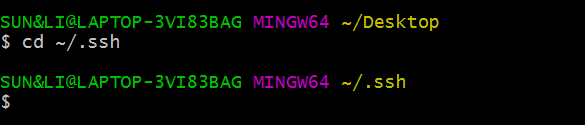 SUN&LI@LAPTOP-3VI83BAG MINGW64 ~/Desktop
$ cd ~/.ssh
SUN&LI@LAPTOP-3VI83BAG MINGW64 ~/.ssh
$